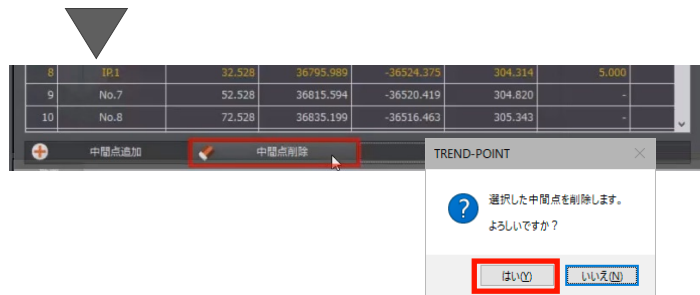 8 IP.1 32.528 36795.989 -36524.375 304.314 5.000
9 No.7 52.528 36815.594 -36520.419 304.820 -
10 No.8 72.528 36835.199 -36516.463 305.343 -
中間点追加 中間点削除
TREND-POINT
選択した中間点を削除します。
よろしいですか？
はい(Y) いいえ(N)